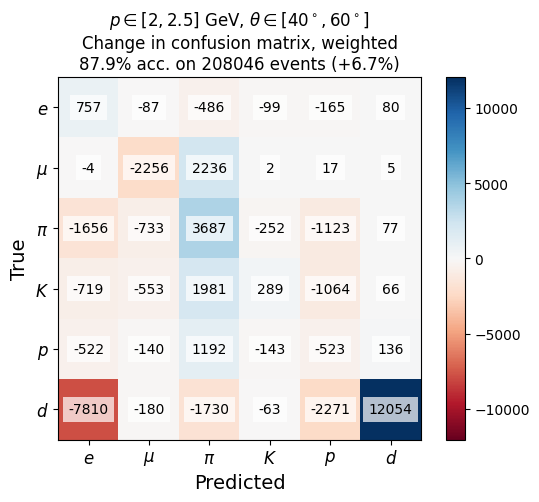 p ∈ [2, 2.5] GeV, θ ∈ [40°, 60°]
Change in confusion matrix, weighted
87.9% acc. on 208046 events (+6.7%)
e 757 -87 -486 -99 -165 80
μ -4 -2256 2236 2 17 5
π -1656 -733 3687 -252 -1123 77
K -719 -553 1981 289 -1064 66
p -522 -140 1192 -143 -523 136
d -7810 -180 -1730 -63 -2271 12054
e μ π K p d
True
Predicted
10000
5000
0
−5000
−10000